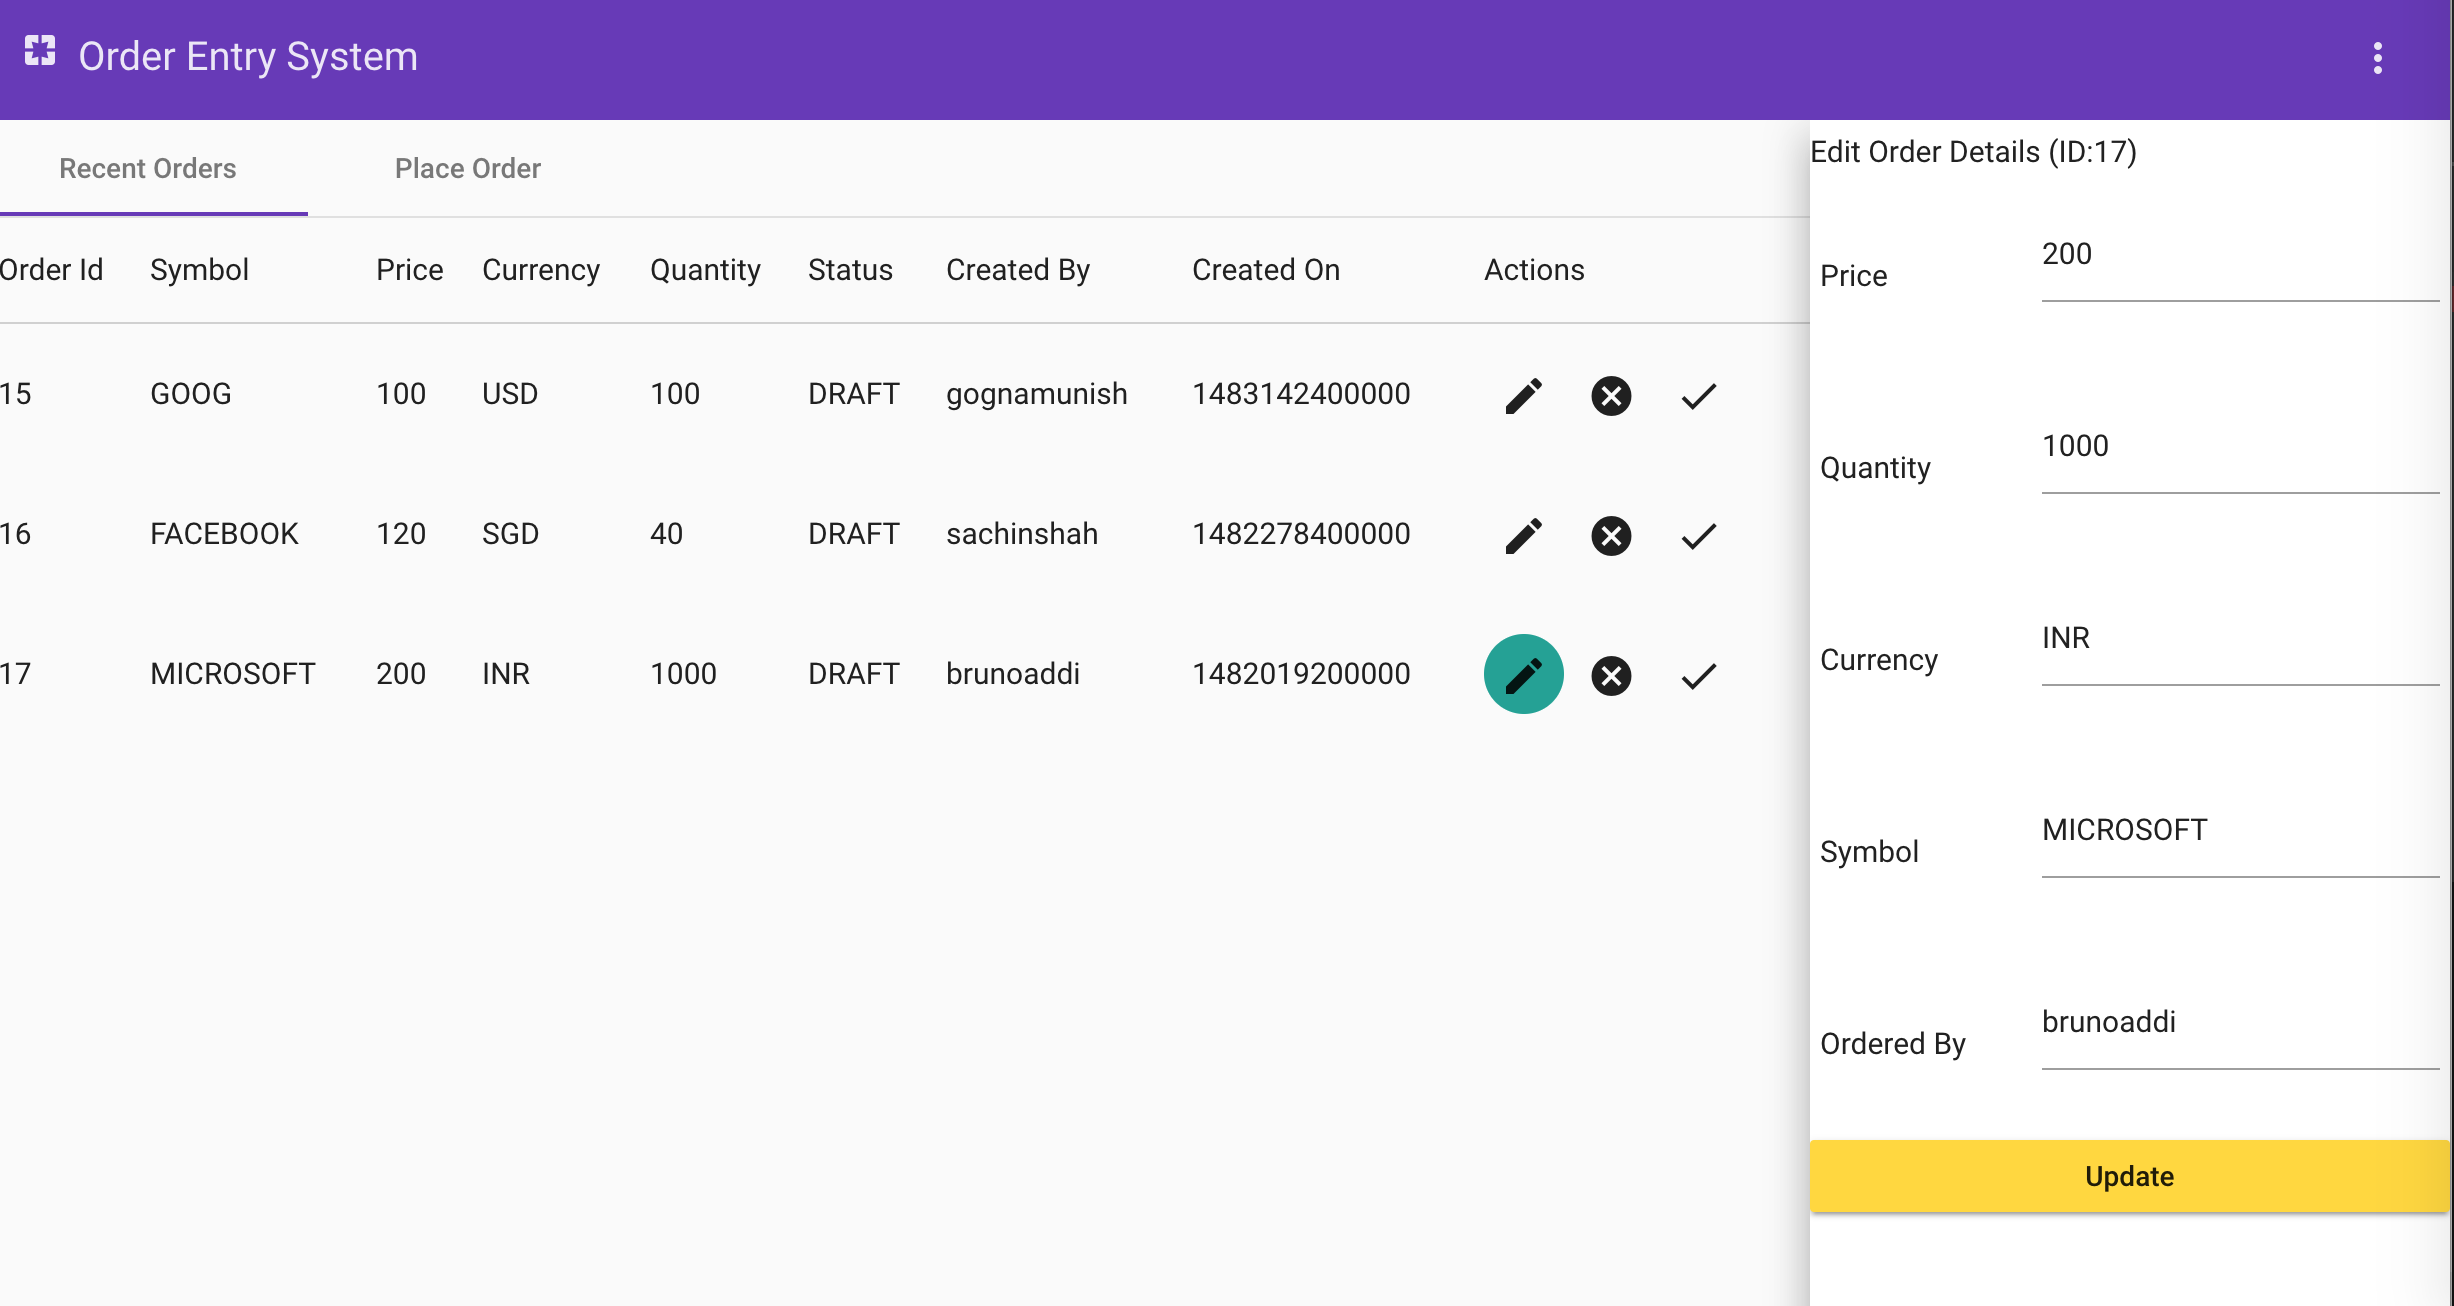 Order Entry System
Recent Orders Place Order
Order Id Symbol Price Currency Quantity Status Created By Created On Actions
15 GOOG 100 USD 100 DRAFT gognamunish 1483142400000
16 FACEBOOK 120 SGD 40 DRAFT sachinshah 1482278400000
17 MICROSOFT 200 INR 1000 DRAFT brunoaddi 1482019200000
Edit Order Details (ID:17)
Price 200
Quantity 1000
Currency INR
Symbol MICROSOFT
Ordered By brunoaddi
Update